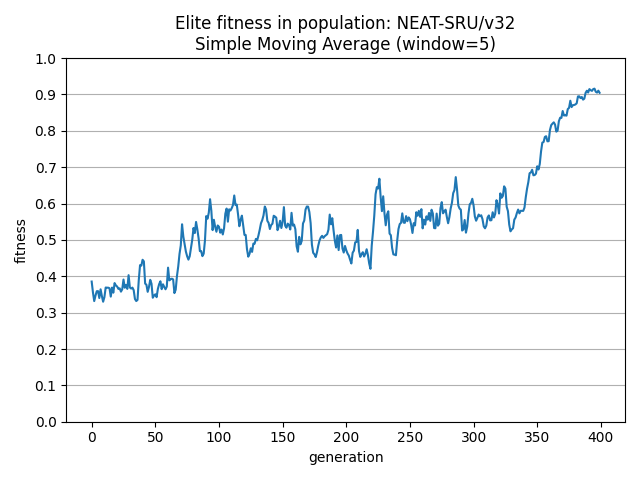 Elite fitness in population: NEAT-SRU/v32
Simple Moving Average (window=5)
1.0
0.9
0.8
0.7
0.6
0.5
0.4
0.3
0.2
0.1
0.0
fitness
0 50 100 150 200 250 300 350 400
generation